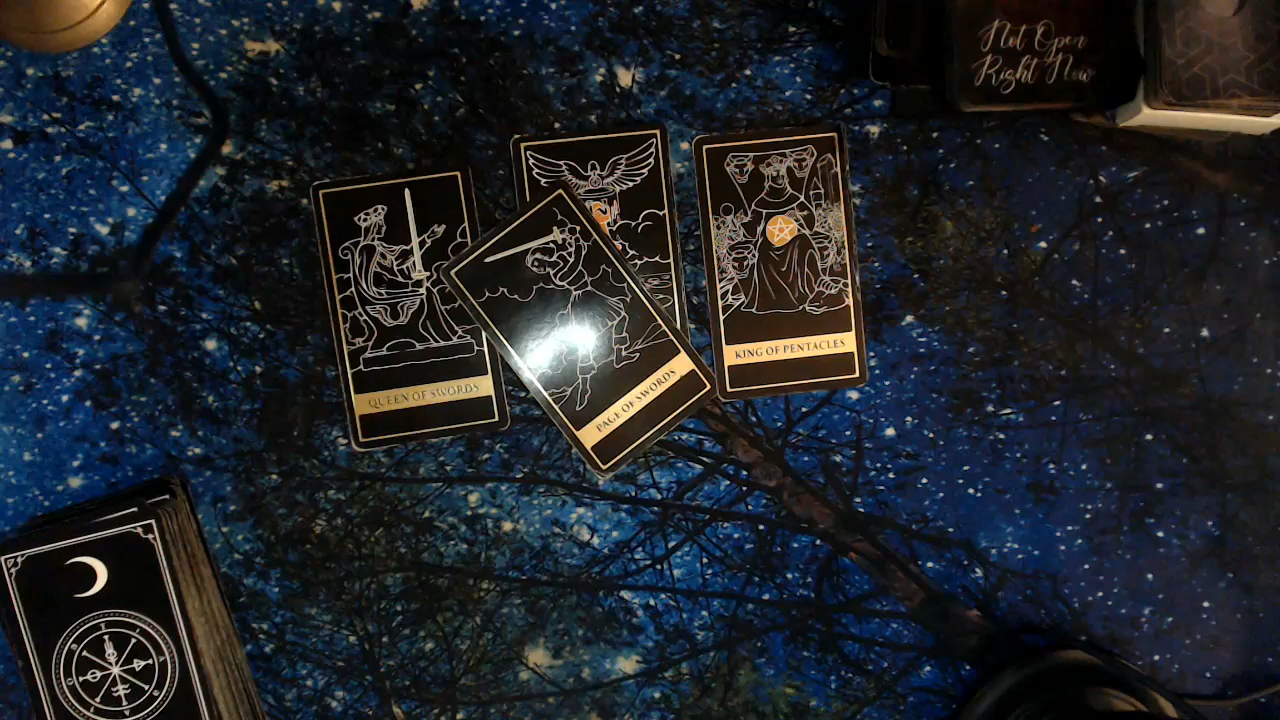 Not Open
Right Now
QUEEN OF SWORDS
PAGE OF SWORDS
KING OF PENTACLES